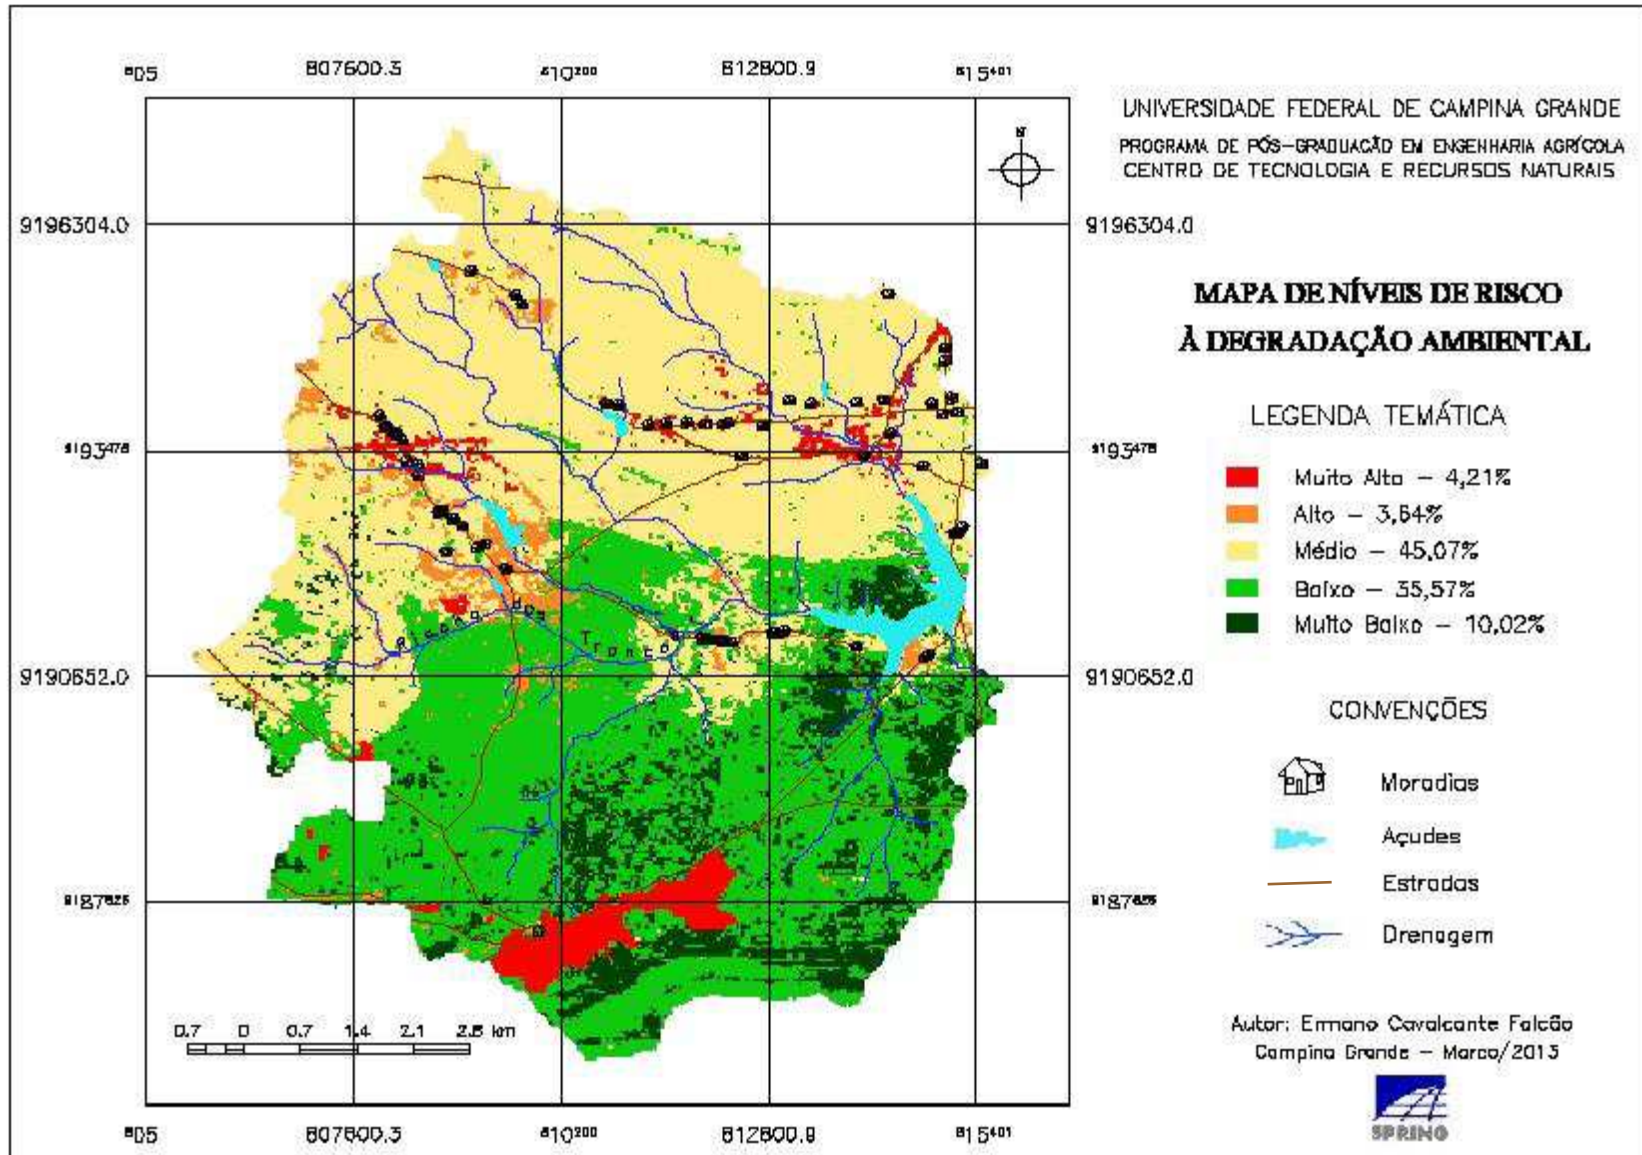 805
807600.3
810200
812800.9
815401
UNIVERSIDADE FEDERAL DE CAMPINA GRANDE
PROGRAMA DE PÓS-GRADUACÃO EM ENGENHARIA AGRÍCOLA
CENTRO DE TECNOLOGIA E RECURSOS NATURAIS
N
9196304.0
9196304.0
MAPA DE NÍVEIS DE RISCO
À DEGRADAÇÃO AMBIENTAL
LEGENDA TEMÁTICA
9193478
9193478
Muito Alto - 4,21%
Alto - 3,64%
Médio - 45,07%
Baixo - 35,57%
Muito Baixo - 10,02%
Riacho dos
Tronco
9190652.0
9190652.0
CONVENÇÕES
Moradias
Açudes
Estradas
Drenagem
0.7 0 0.7 1.4 2.1 2.8 km
Autor: Ermano Cavalcante Falcão
Campina Grande - Marco/2013
SPRING
805
807600.3
810200
812800.9
815401